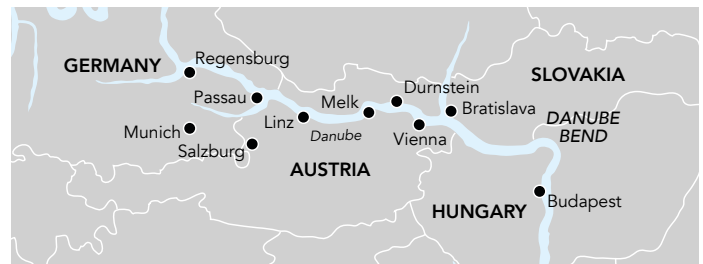 Regensburg
GERMANY
SLOVAKIA
Durnstein
Passau
Melk
Bratislava
Linz
Danube
DANUBE
BEND
Munich
Vienna
Salzburg
AUSTRIA
Budapest
HUNGARY